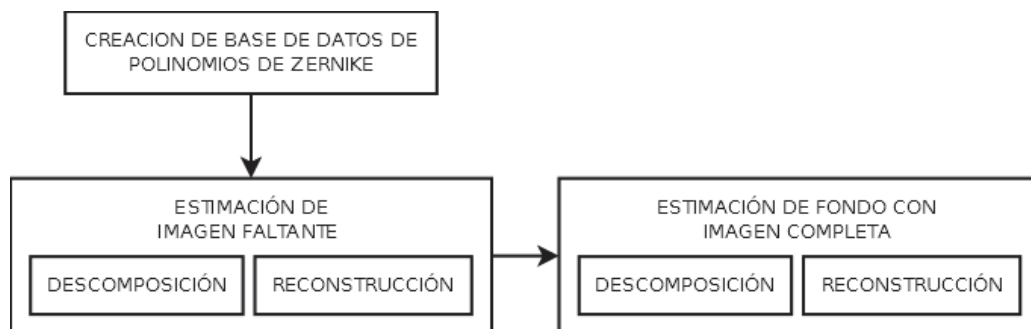 CREACION DE BASE DE DATOS DE
POLINOMIOS DE ZERNIKE
ESTIMACIÓN DE
IMAGEN FALTANTE
DESCOMPOSICIÓN
RECONSTRUCCIÓN
ESTIMACIÓN DE FONDO CON
IMAGEN COMPLETA
DESCOMPOSICIÓN
RECONSTRUCCIÓN